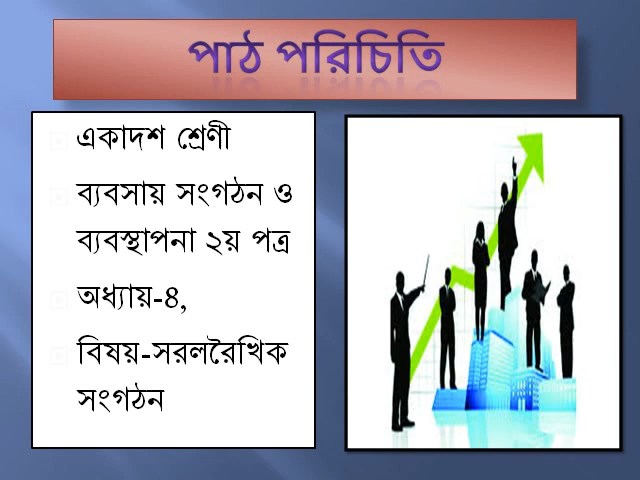 পাঠ পরিচিতি
একাদশ শ্রেণী
ব্যবসায় সংগঠন ও
ব্যবস্থাপনা ২য় পত্র
অধ্যায়-৪,
বিষয়-সরলরৈখিক
সংগঠন